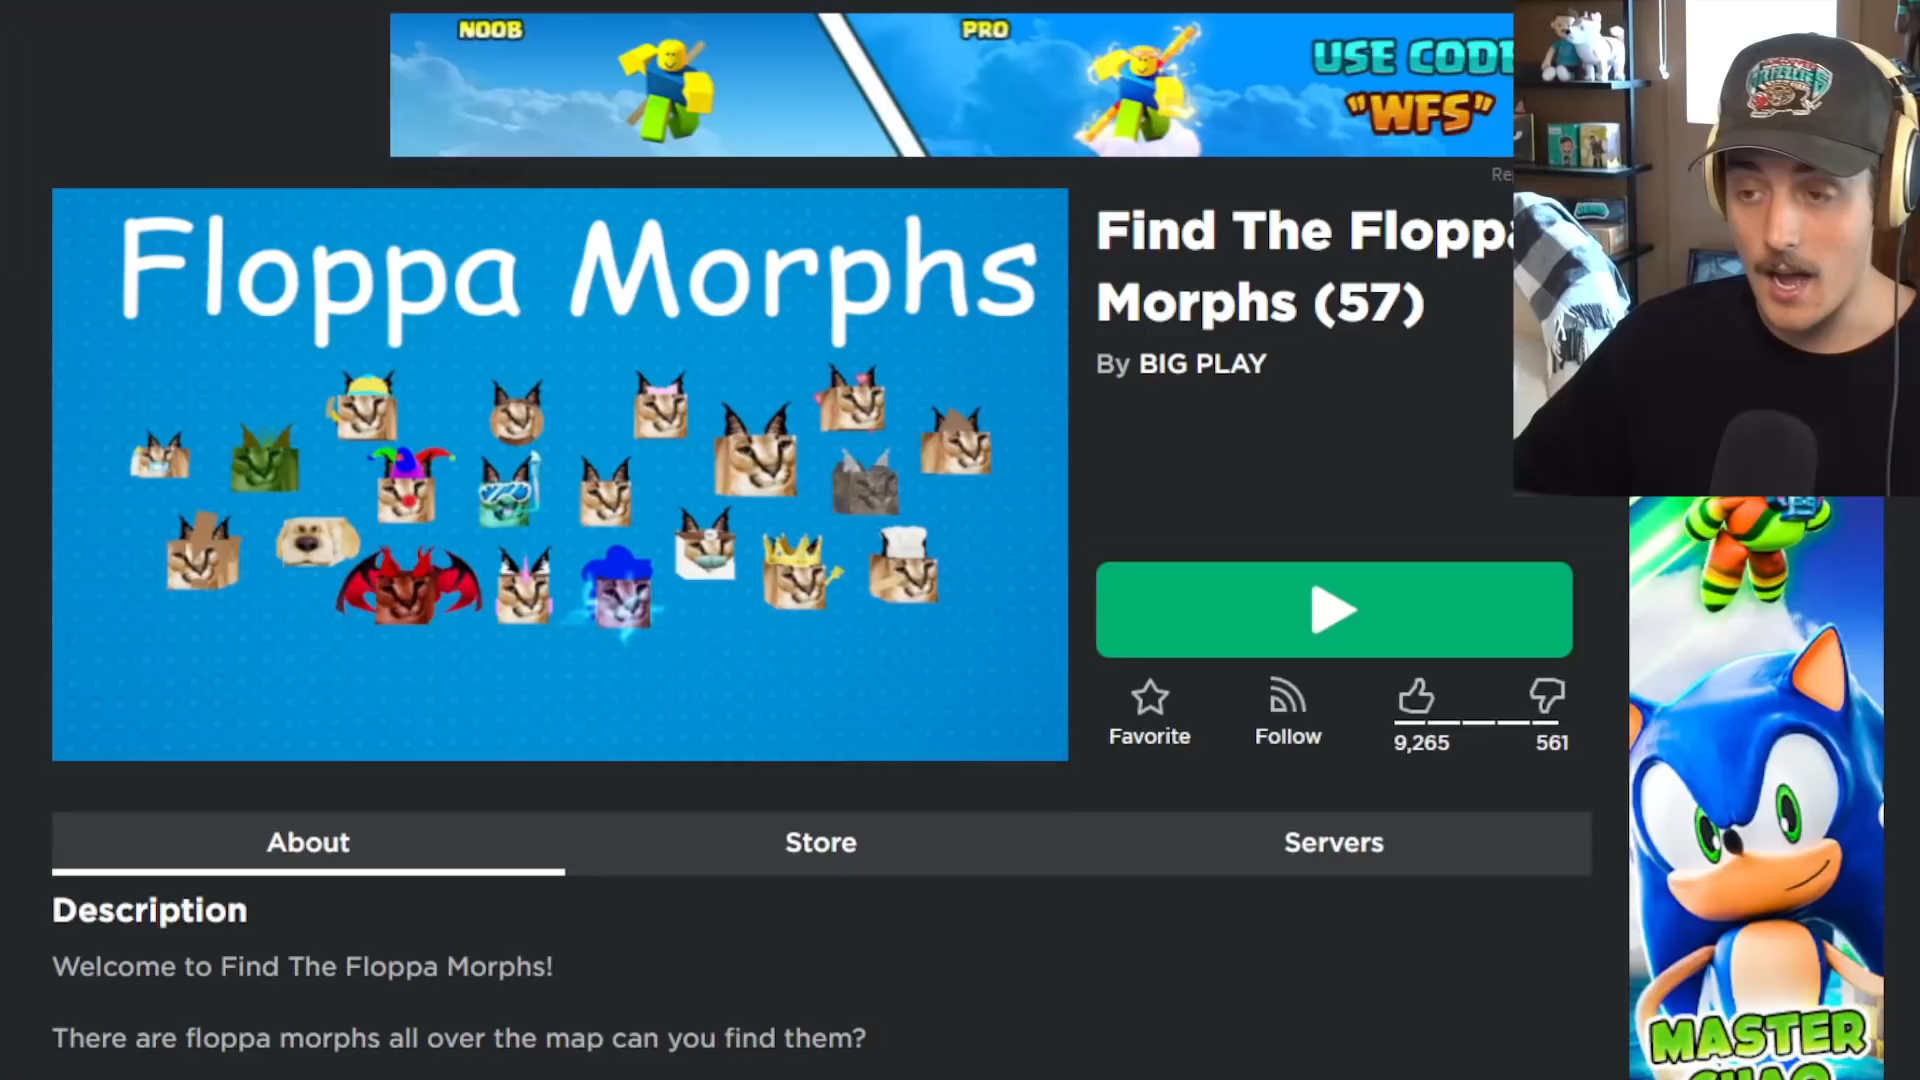 NOOB
PRO
USE CODE
"WFS"
GRIZZLIES
Floppa Morphs
Find The Floppa
Morphs (57)
By BIG PLAY
Favorite
Follow
9,265
561
About
Store
Servers
Description
Welcome to Find The Floppa Morphs!
There are floppa morphs all over the map can you find them?
MASTER
CHAO